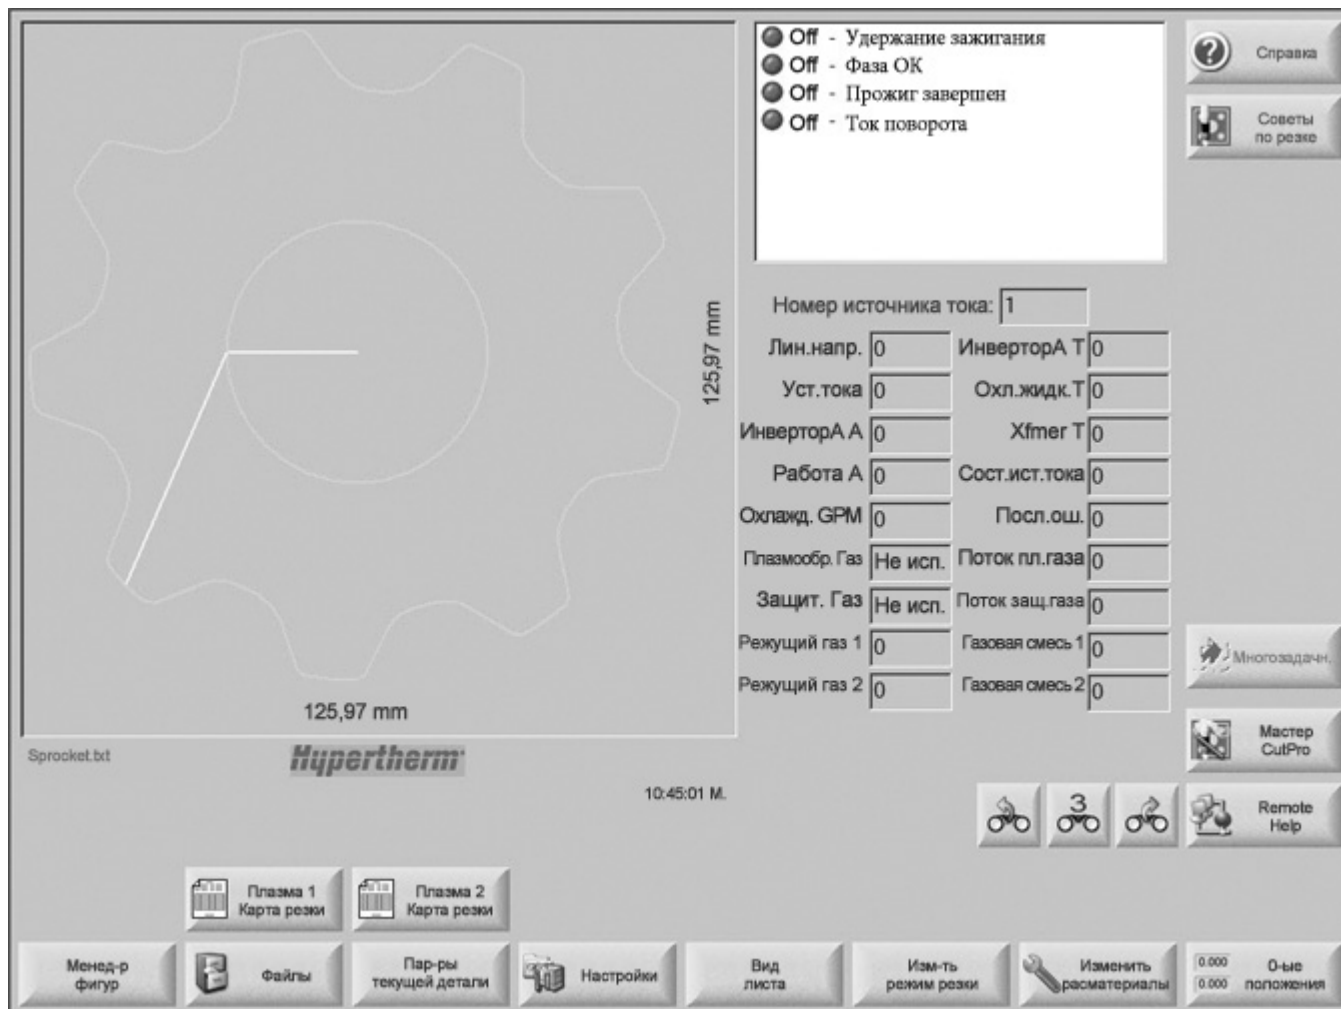 Off - Удержание зажигания
Off - Фаза ОК
Off - Прожиг завершен
Off - Ток поворота
Справка
Советы
по резке
125,97 mm
125,97 mm
Номер источника тока: 1
Лин.напр. 0 ИнверторА Т 0
Уст.тока 0 Охл.жидк.Т 0
ИнверторА А 0 Xfmer T 0
Работа А 0 Сост.ист.тока 0
Охлажд. GPM 0 Посл.ош. 0
Плазмообр. Газ Не исп. Поток пл.газа 0
Защит. Газ Не исп. Поток защ.газа 0
Режущий газ 1 0 Газовая смесь 1 0
Режущий газ 2 0 Газовая смесь 2 0
Многозадачн.
Мастер
CutPro
Sprocket.txt
Hypertherm
10:45:01 М.
3
Remote
Help
Плазма 1
Карта резки
Плазма 2
Карта резки
Менед-р
фигур
Файлы
Пар-ры
текущей детали
Настройки
Вид
листа
Изм-ть
режим резки
Изменить
расматериалы
0.000
0.000
0-ые
положения